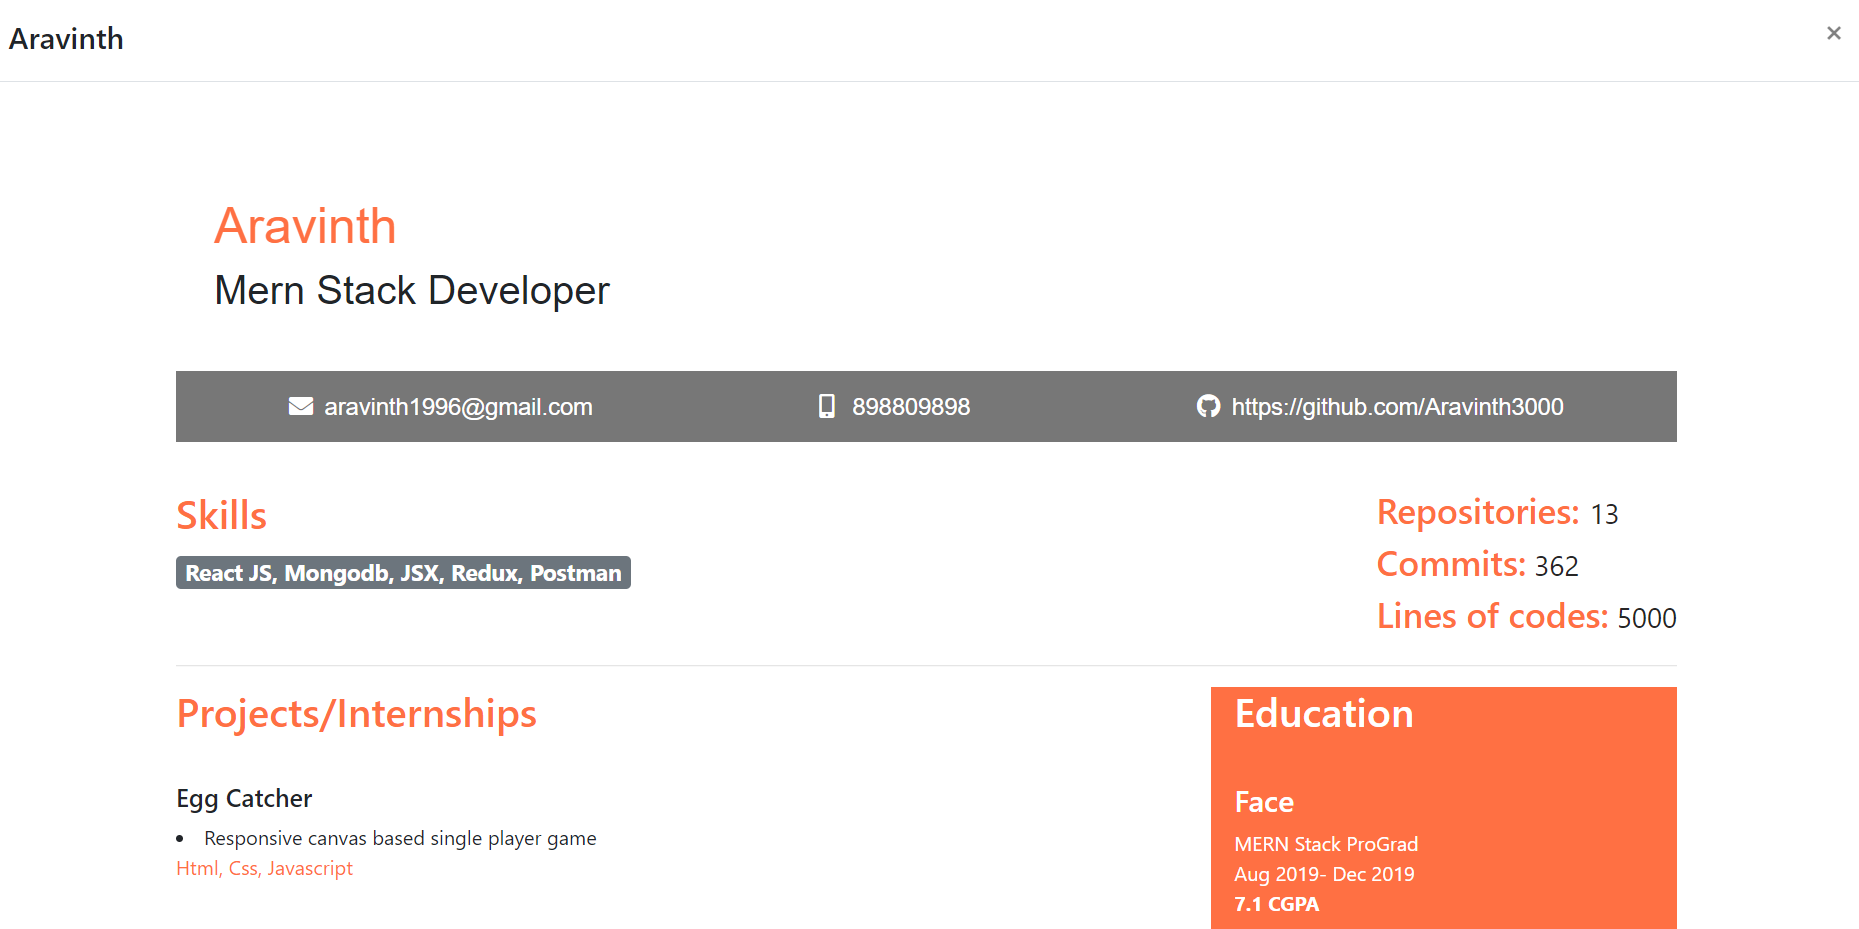 Aravinth
×
Aravinth
Mern Stack Developer
aravinth1996@gmail.com
898809898
https://github.com/Aravinth3000
Skills
React JS, Mongodb, JSX, Redux, Postman
Repositories: 13
Commits: 362
Lines of codes: 5000
Projects/Internships
Egg Catcher
• Responsive canvas based single player game
Html, Css, Javascript
Education
Face
MERN Stack ProGrad
Aug 2019- Dec 2019
7.1 CGPA